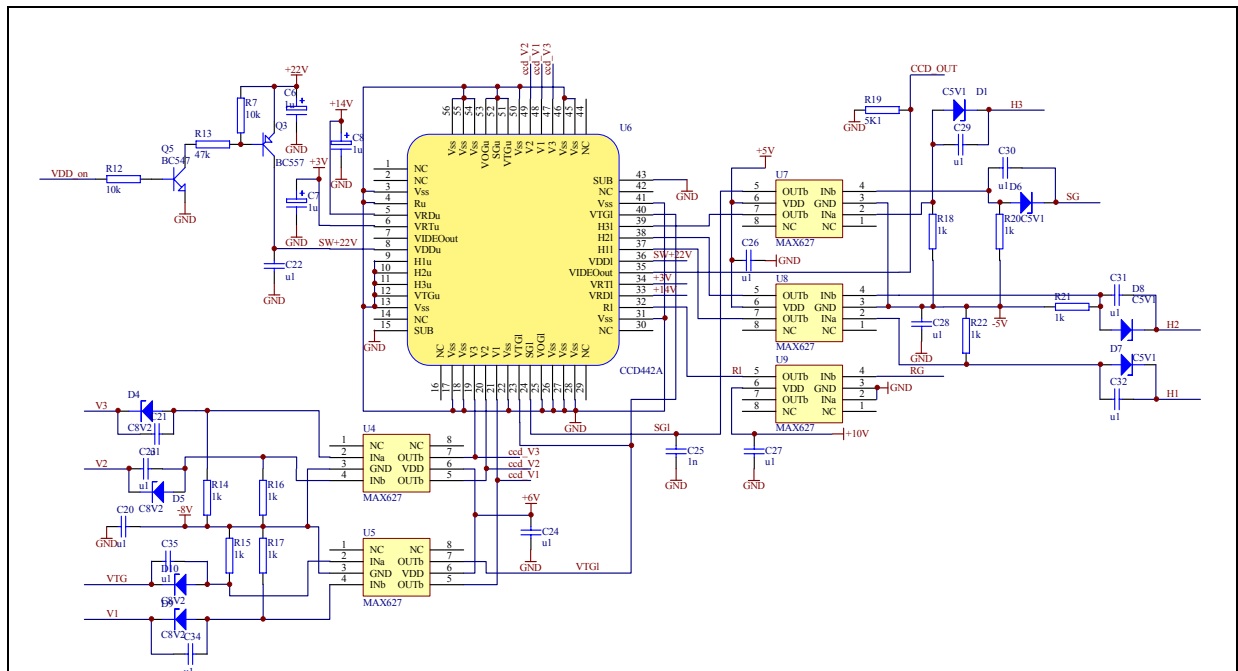 +22V
C6
1u
GND
R7
10k
Q3
BC557
R13
47k
Q5
BC547
VDD_on
R12
10k
GND
+14V
C8
1u
GND
+3V
C7
1u
GND
SW+22V
C22
u1
GND
ccd_V2
ccd_V1
ccd_V3
56 55 54 53 52 51 50 49 48 47 46 45 44
Vss Vss Vss VOGu SGu VTGu Vss V2 V1 V3 Vss Vss NC
U6
1 NC
2 NC
3 Vss
4 Ru
5 VRDu
6 VRTu
7 VIDEOout
8 VDDu
9 H1u
10 H2u
11 H3u
12 VTGu
13 Vss
14 NC
15 SUB
GND
SUB 43
NC 42
Vss 41
VTGl 40
H3l 39
H2l 38
H1l 37
VDDl 36 SW+22V
VIDEOout 35
VRTl 34 +3V
VRDl 33 +14V
Rl 32
Vss 31
NC 30
GND
NC Vss Vss V3 V2 V1 Vss VTGl SGl VOGl Vss Vss Vss NC
16 17 18 19 20 21 22 23 24 25 26 27 28 29
CCD442A
GND
CCD_OUT
R19
5K1
GND
C5V1 D1
H3
C29
u1
C30
u1
D6
C5V1
SG
R18
1k
R20
1k
+5V
U7
5 OUTb INb 4
6 VDD GND 3
7 OUTb INa 2
8 NC NC 1
MAX627
C26
u1
GND
U8
5 OUTb INb 4
6 VDD GND 3
7 OUTb INa 2
8 NC NC 1
MAX627
C28
u1
GND
R22
1k
-5V
R21
1k
C31
u1
D8
C5V1
H2
D7
C5V1
C32
u1
H1
U9
Rl 5 OUTb INb 4 RG
6 VDD GND 3 GND
7 OUTb INa 2
8 NC NC 1
MAX627
+10V
SGl
C25
1n
GND
C27
u1
GND
V3
D4
C8V2
C21
u1
V2
C23
u1
D5
C8V2
R14
1k
R16
1k
-8V
C20
u1
GND
R15
1k
R17
1k
C35
u1
VTG
D10
C8V2
V1
D9
C8V2
C34
u1
U4
1 NC NC 8
2 INa OUTb 7 ccd_V3
3 GND VDD 6 ccd_V2
4 INb OUTb 5 ccd_V1
MAX627
+6V
C24
u1
GND
U5
1 NC NC 8
2 INa OUTb 7
3 GND VDD 6
4 INb OUTb 5
MAX627
VTGl